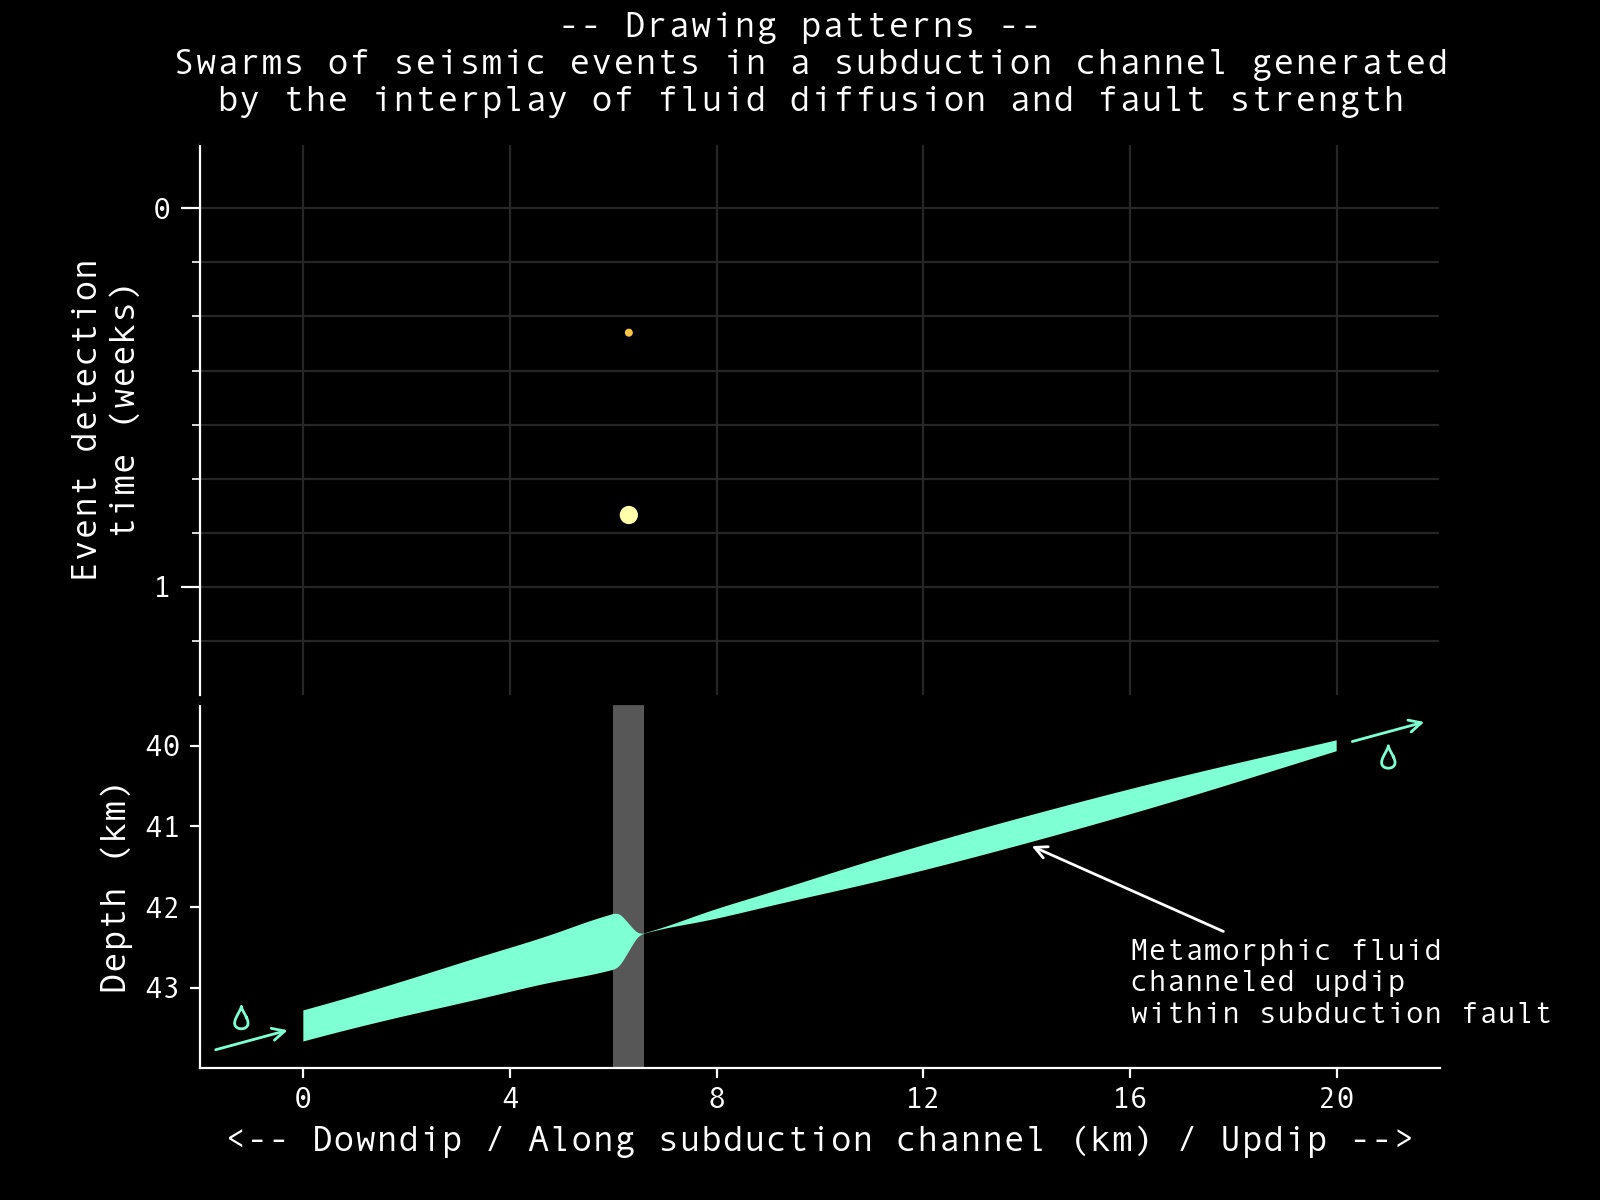 -- Drawing patterns --
Swarms of seismic events in a subduction channel generated
by the interplay of fluid diffusion and fault strength
Event detection
time (weeks)
0
1
Depth (km)
40
41
42
43
Metamorphic fluid
channeled updip
within subduction fault
0 4 8 12 16 20
<-- Downdip / Along subduction channel (km) / Updip -->